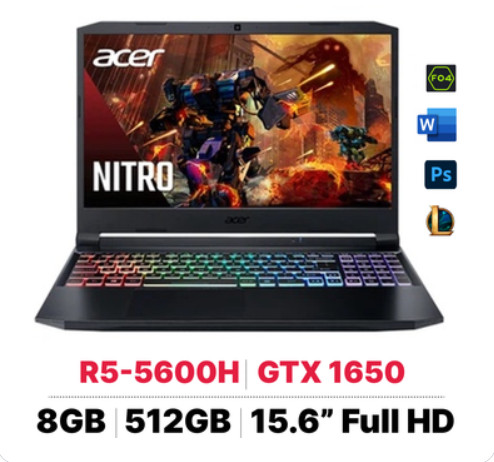 acer
FO4
W
Ps
L
NITRO
acer
R5-5600H GTX 1650
8GB 512GB 15.6” Full HD